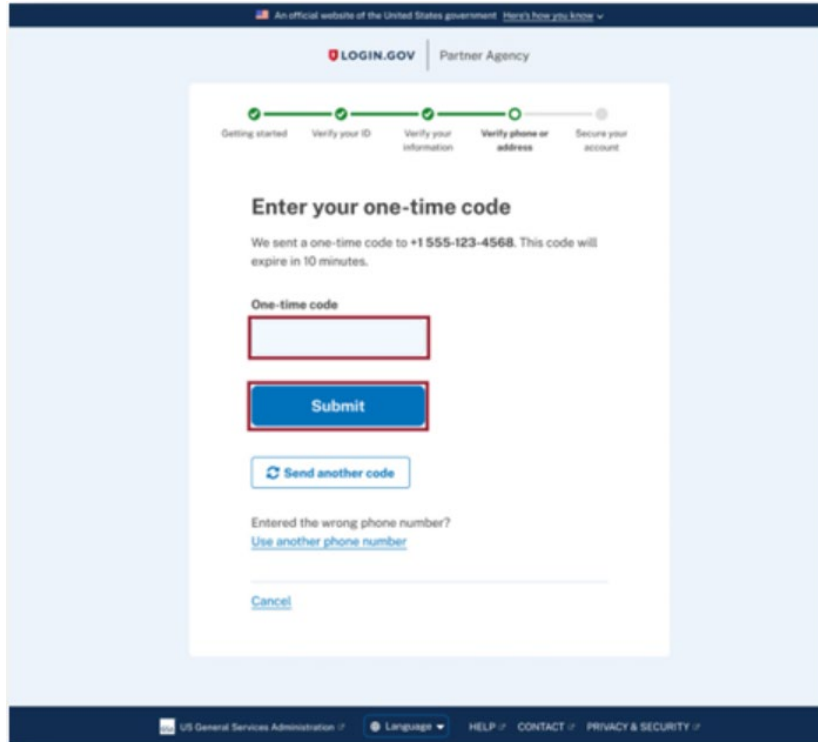 An official website of the United States government Here's how you know
LOGIN.GOV Partner Agency
Getting started Verify your ID Verify your information Verify phone or address Secure your account
Enter your one-time code
We sent a one-time code to +1 555-123-4568. This code will
expire in 10 minutes.
One-time code
Submit
Send another code
Entered the wrong phone number?
Use another phone number
Cancel
US General Services Administration Language HELP CONTACT PRIVACY & SECURITY